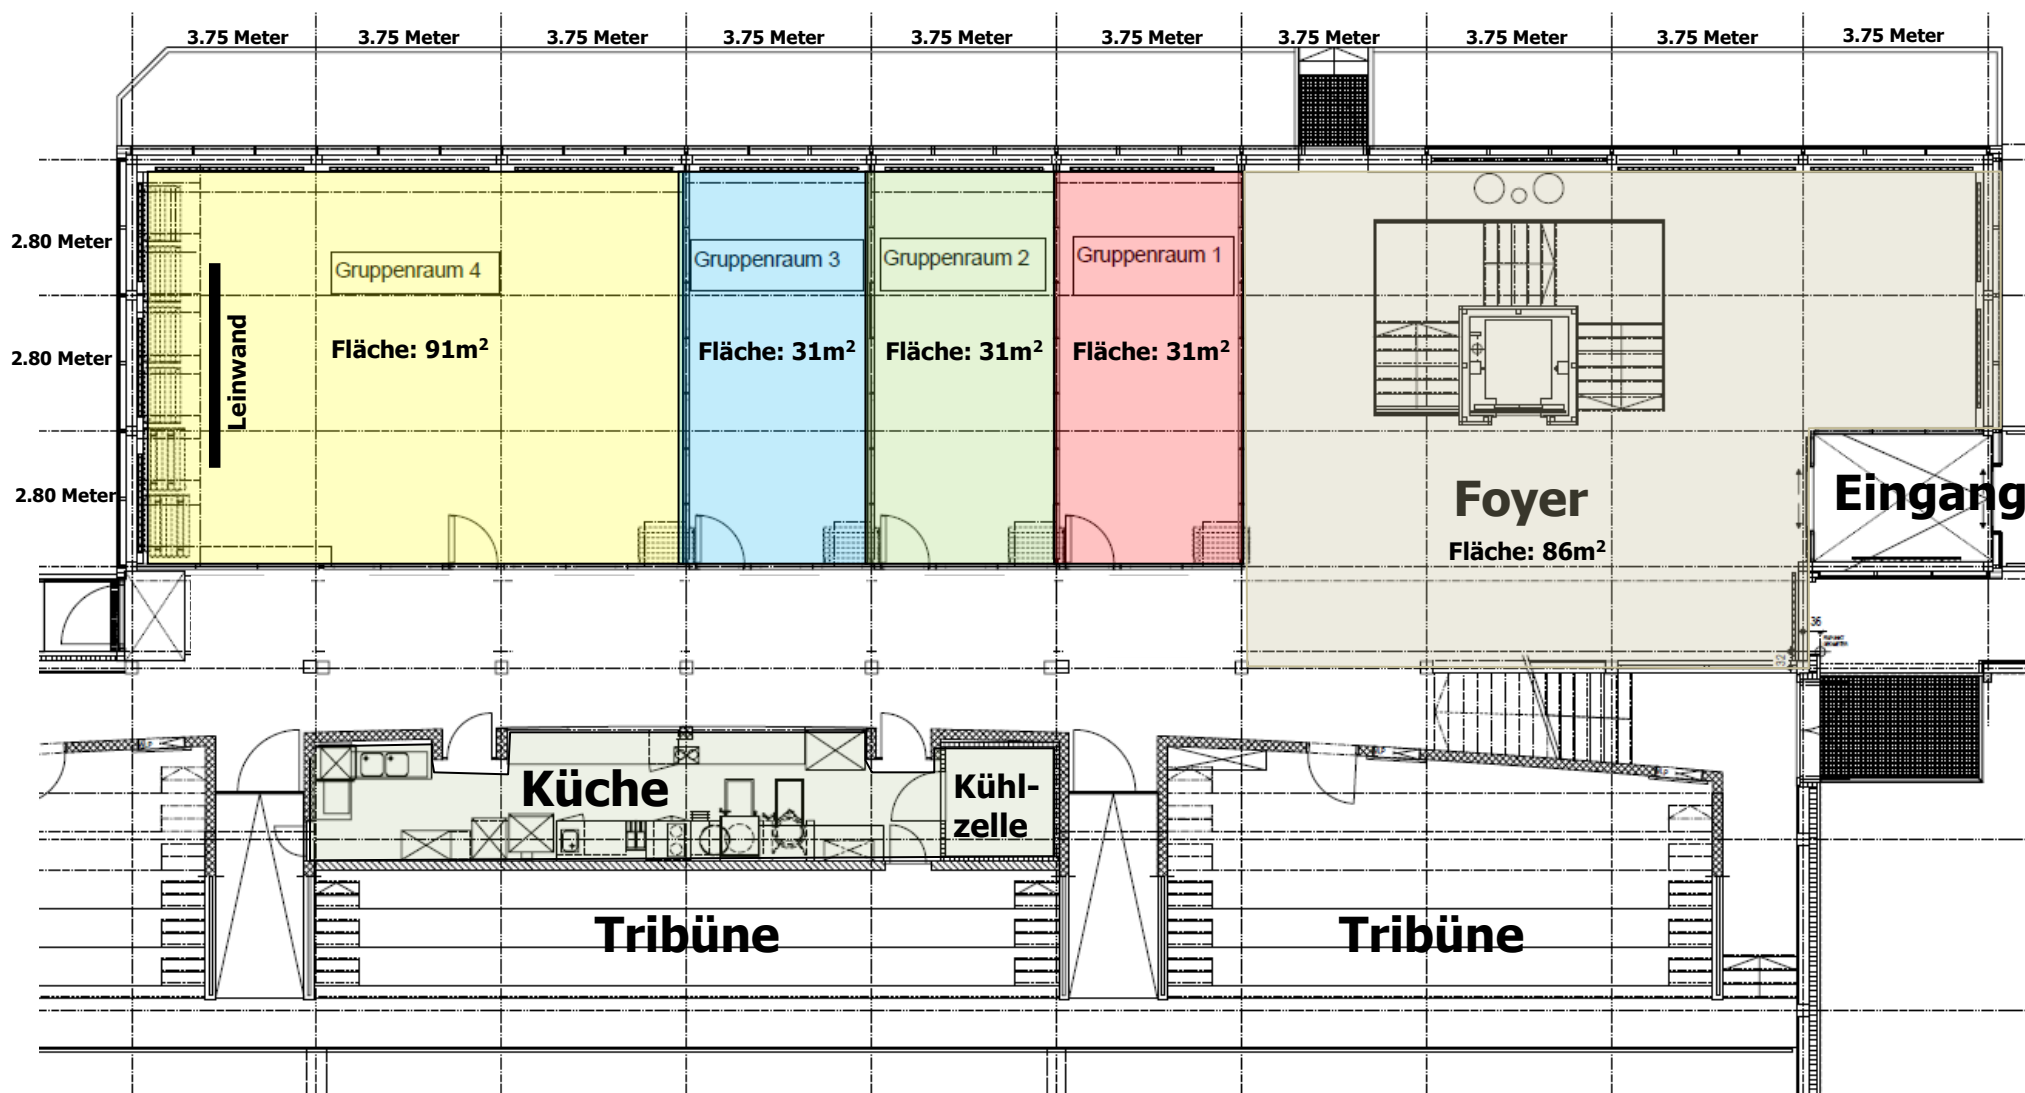 3.75 Meter 3.75 Meter 3.75 Meter 3.75 Meter 3.75 Meter 3.75 Meter 3.75 Meter 3.75 Meter 3.75 Meter 3.75 Meter
2.80 Meter
2.80 Meter
2.80 Meter
Gruppenraum 4
Fläche: 91m²
Leinwand
Gruppenraum 3
Fläche: 31m²
Gruppenraum 2
Fläche: 31m²
Gruppenraum 1
Fläche: 31m²
Foyer
Fläche: 86m²
Eingang
36
32
Küche
Kühl-
zelle
Tribüne
Tribüne